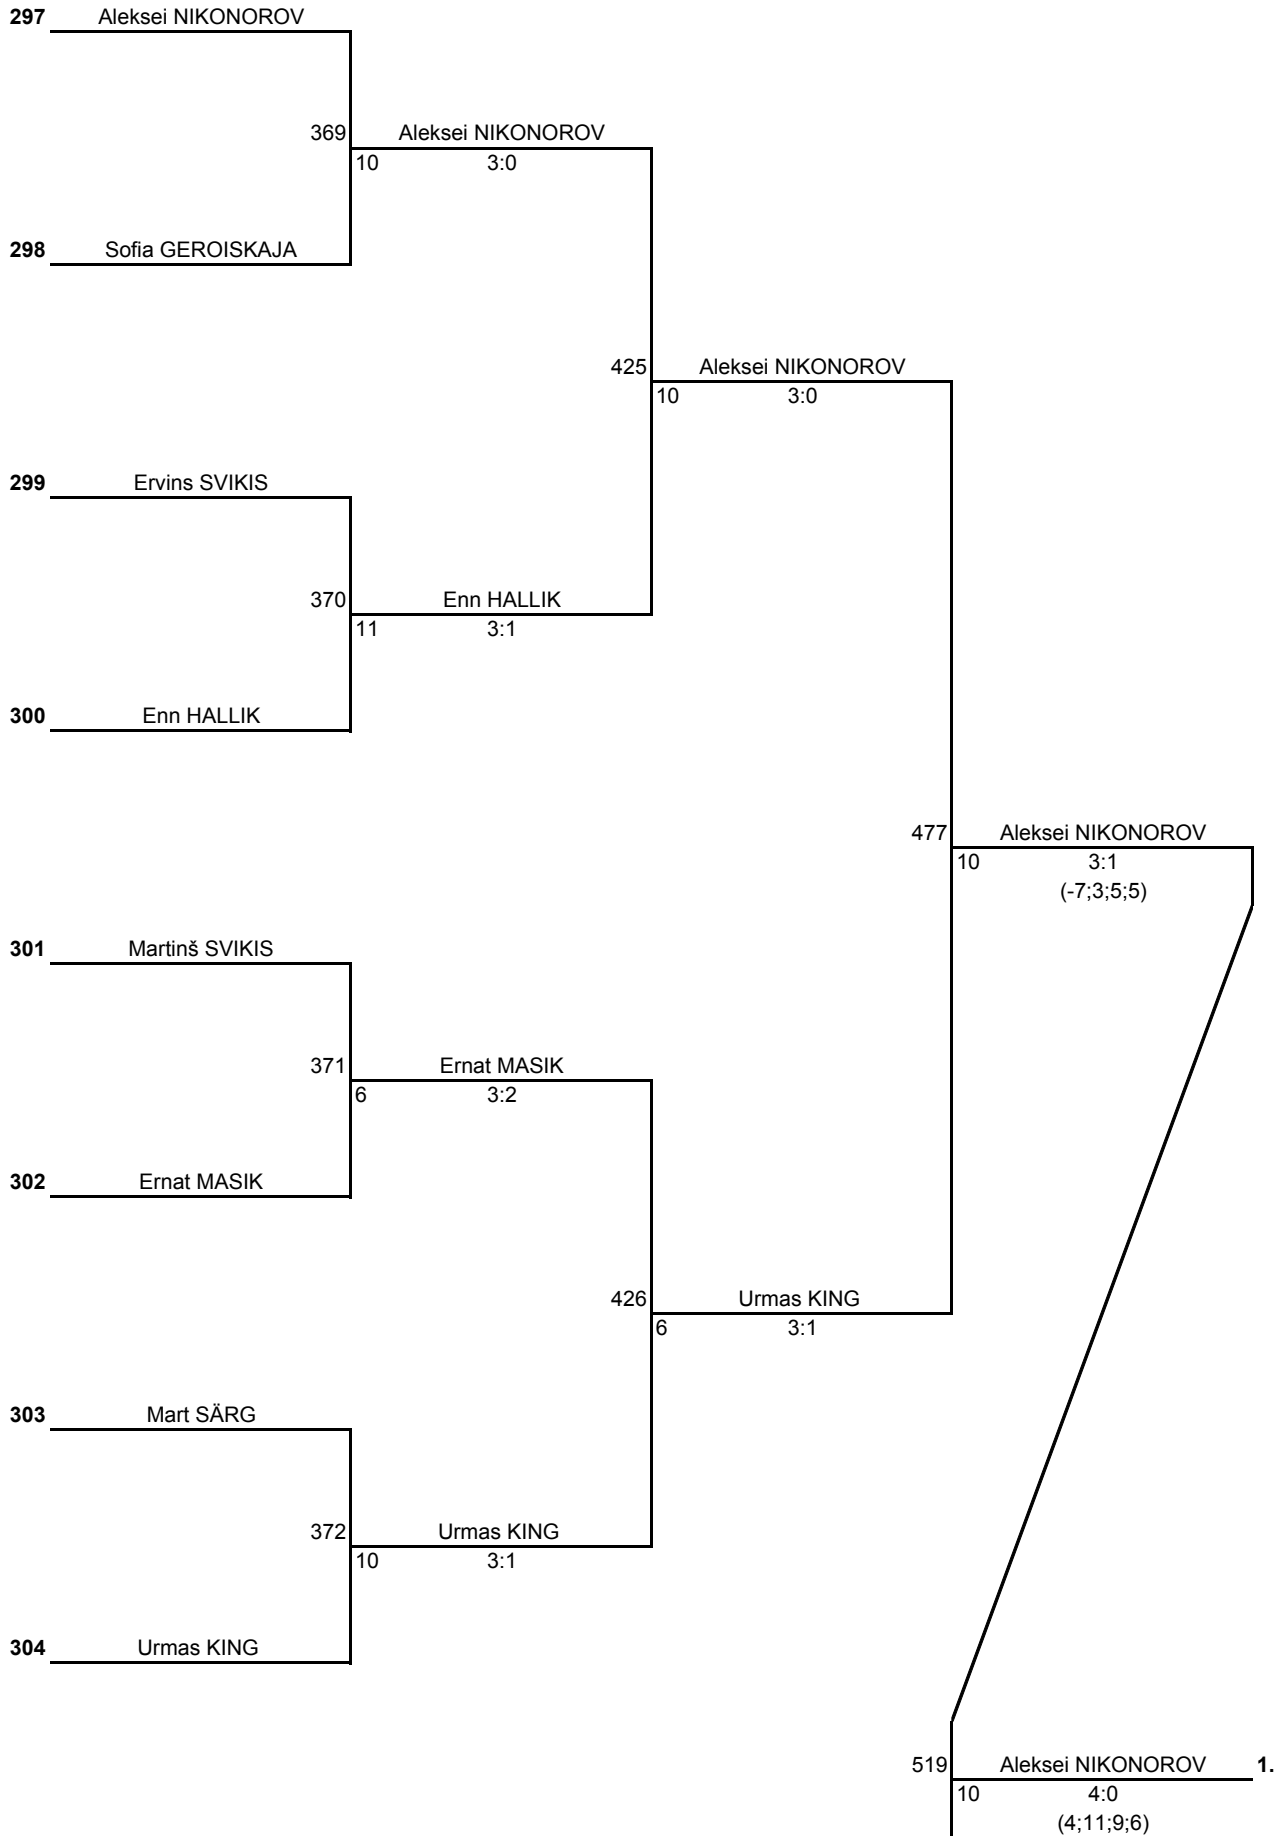 297 Aleksei NIKONOROV
369 Aleksei NIKONOROV
10 3:0
298 Sofia GEROISKAJA
425 Aleksei NIKONOROV
10 3:0
299 Ervins SVIKIS
370 Enn HALLIK
11 3:1
300 Enn HALLIK
477 Aleksei NIKONOROV
10 3:1
(-7;3;5;5)
301 Martinš SVIKIS
371 Ernat MASIK
6 3:2
302 Ernat MASIK
426 Urmas KING
6 3:1
303 Mart SÄRG
372 Urmas KING
10 3:1
304 Urmas KING
519 Aleksei NIKONOROV 1.
10 4:0
(4;11;9;6)